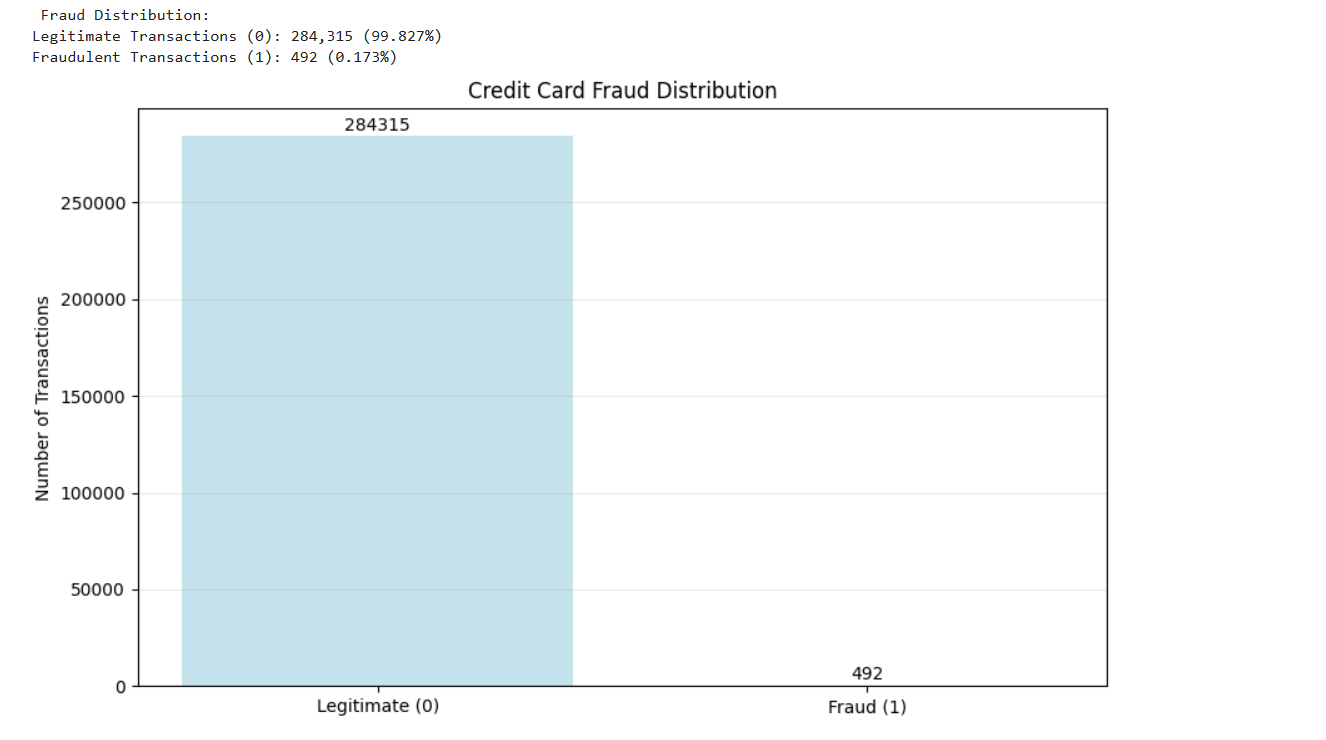 Fraud Distribution:
Legitimate Transactions (0): 284,315 (99.827%)
Fraudulent Transactions (1): 492 (0.173%)
Credit Card Fraud Distribution
284315
250000
200000
150000
100000
50000
0
Number of Transactions
492
Legitimate (0)
Fraud (1)